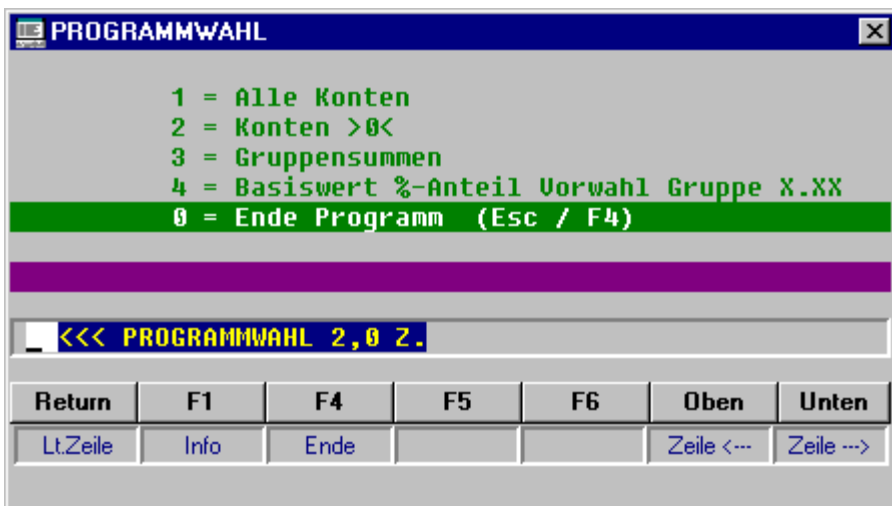 PROGRAMMWAHL
1 = Alle Konten
2 = Konten >0<
3 = Gruppensummen
4 = Basiswert %-Anteil Vorwahl Gruppe X.XX
0 = Ende Programm (Esc / F4)
_ <<< PROGRAMMWAHL 2,0 Z.
Return F1 F4 F5 F6 Oben Unten
Lt.Zeile Info Ende Zeile <--- Zeile --->